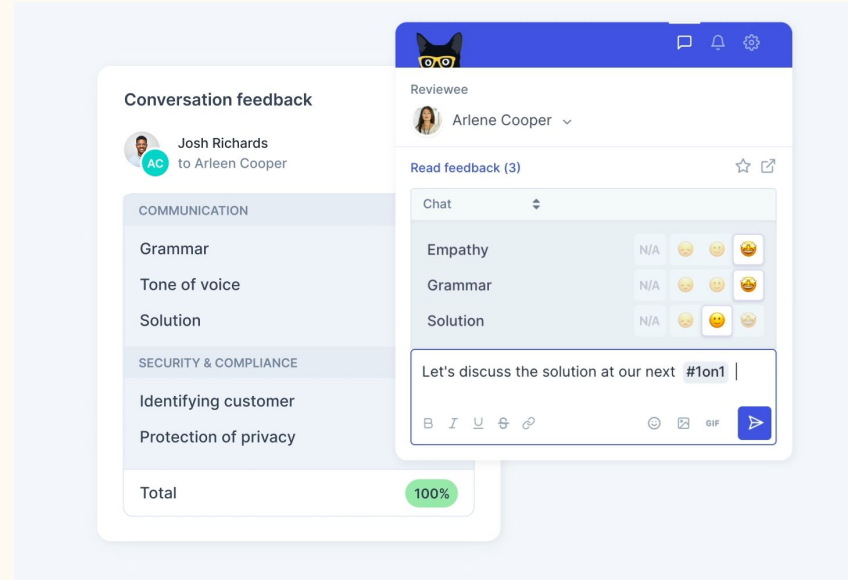 Conversation feedback
Josh Richards
AC
to Arleen Cooper
COMMUNICATION
Grammar
Tone of voice
Solution
SECURITY & COMPLIANCE
Identifying customer
Protection of privacy
Total 100%
Reviewee
Arlene Cooper
Read feedback (3)
Chat
Empathy N/A
Grammar N/A
Solution N/A
Let's discuss the solution at our next #1on1
B I U S GIF